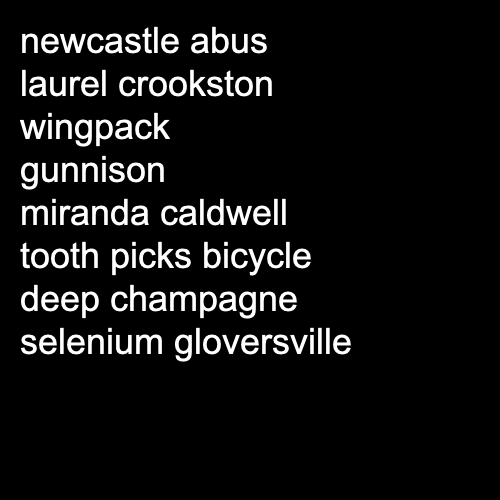 newcastle abus
laurel crookston
wingpack
gunnison
miranda caldwell
tooth picks bicycle
deep champagne
selenium gloversville